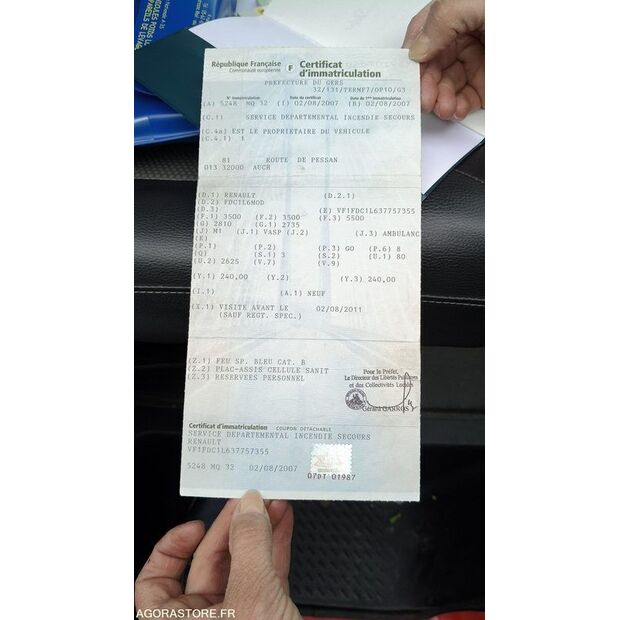 République Française F Certificat
Communauté européenne d'immatriculation
PREFECTURE DU GERS
32/131/TERMF7/OP10/G3
N° immatriculation Date du certificat Date de 1ère immatriculation
(A) 5248 MQ 32 (I) 02/08/2007 (B) 02/08/2007
(C.1) SERVICE DEPARTEMENTAL INCENDIE SECOURS
(C.4a) EST LE PROPRIETAIRE DU VEHICULE
(C.4.1) 1
81 ROUTE DE PESSAN
013 32000 AUCH
(D.1) RENAULT (D.2.1)
(D.2) FDC1L6MOD
(D.3) (E) VF1FDC1L637757355
(F.1) 3500 (F.2) 3500 (F.3) 5500
(G) 2810 (G.1) 2735
(J) M1 (J.1) VASP (J.2) (J.3) AMBULANC
(K)
(P.1) (P.2) (P.3) GO (P.6) 8
(Q) (S.1) 3 (S.2) (U.1) 80
(U.2) 2625 (V.7) (V.9)
(Y.1) 240,00 (Y.2) (Y.3) 240,00
(I.1) (A.1) NEUF
(X.1) VISITE AVANT LE 02/08/2011
(SAUF REGT. SPEC.)
(Z.1) FEU SP. BLEU CAT. B
(Z.2) PLAC-ASSIS CELLULE SANIT
(Z.3) RESERVEES PERSONNEL
Pour le Préfet,
Le Directeur des Libertés Publiques
et des Collectivités Locales
Gérard GARROS
Certificat d'immatriculation COUPON DÉTACHABLE
SERVICE DEPARTEMENTAL INCENDIE SECOURS
RENAULT
VF1FDC1L637757355
5248 MQ 32 02/08/2007
07DT 01987
AGORASTORE.FR